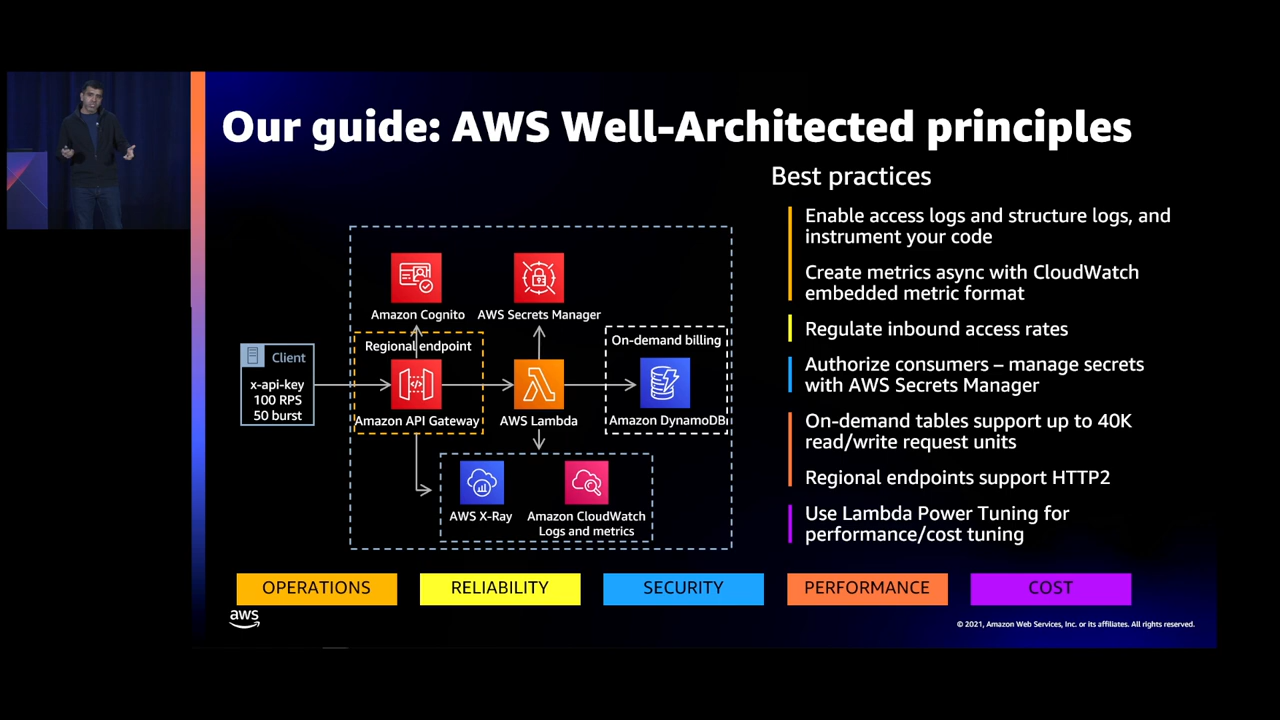 Our guide: AWS Well-Architected principles
Best practices
Enable access logs and structure logs, and
instrument your code
Create metrics async with CloudWatch
embedded metric format
Regulate inbound access rates
Authorize consumers – manage secrets
with AWS Secrets Manager
On-demand tables support up to 40K
read/write request units
Regional endpoints support HTTP2
Use Lambda Power Tuning for
performance/cost tuning
Client
x-api-key
100 RPS
50 burst
Amazon Cognito
AWS Secrets Manager
Regional endpoint
On-demand billing
Amazon API Gateway
AWS Lambda
Amazon DynamoDB
AWS X-Ray
Amazon CloudWatch
Logs and metrics
OPERATIONS
RELIABILITY
SECURITY
PERFORMANCE
COST
aws
© 2021, Amazon Web Services, Inc. or its affiliates. All rights reserved.